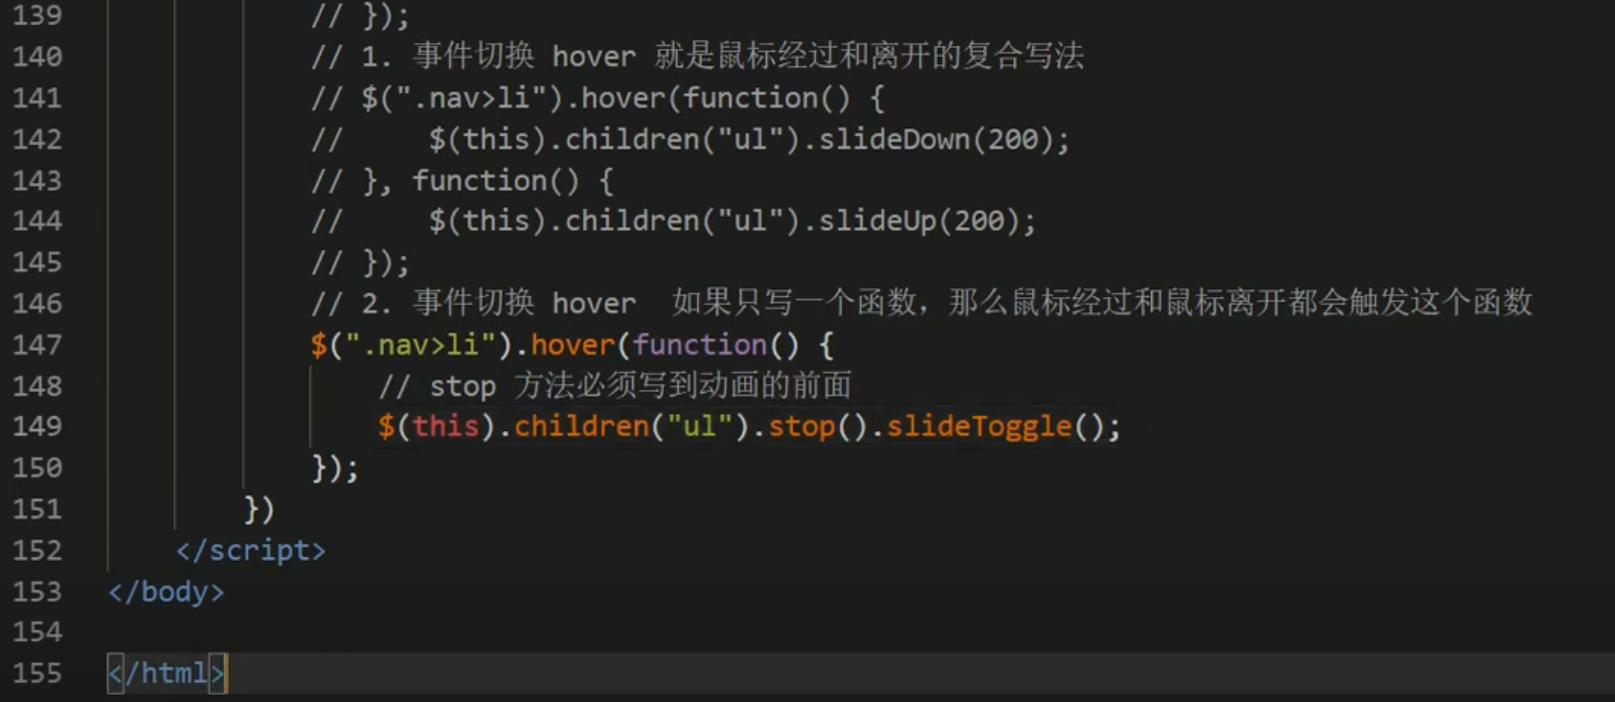 139 // });
140 // 1. 事件切换 hover 就是鼠标经过和离开的复合写法
141 // $(".nav>li").hover(function() {
142 //     $(this).children("ul").slideDown(200);
143 // }, function() {
144 //     $(this).children("ul").slideUp(200);
145 // });
146 // 2. 事件切换 hover  如果只写一个函数，那么鼠标经过和鼠标离开都会触发这个函数
147 $(".nav>li").hover(function() {
148     // stop 方法必须写到动画的前面
149     $(this).children("ul").stop().slideToggle();
150 });
151 })
152 </script>
153 </body>
154
155 </html>